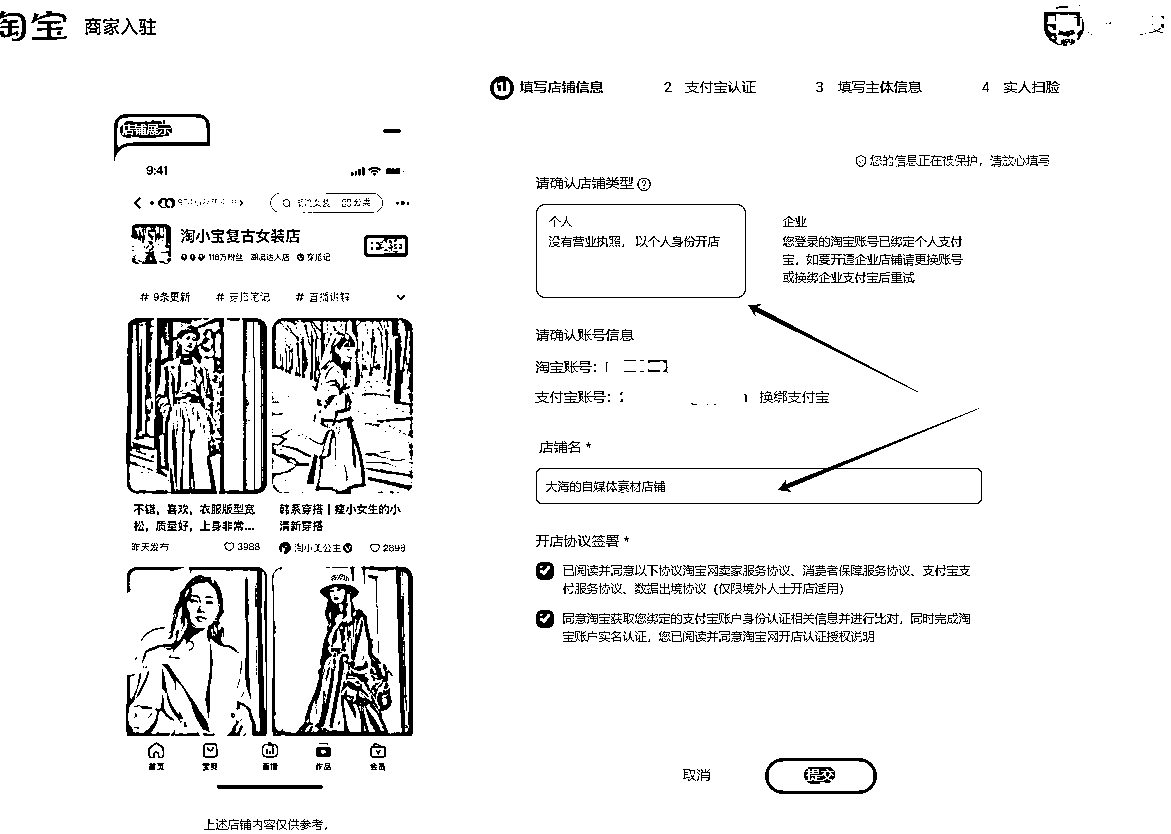 淘宝 商家入驻
填写店铺信息 2 支付宝认证 3 填写主体信息 4 实人扫脸
店铺展示
9:41
淘小宝复古女装店
118万粉丝
# 9条更新 # 穿搭笔记 # 直播讲解
不错，喜欢，衣服版型宽
松，质量好，上身非常...
昨天发布 3988
韩系穿搭 | 矮小女生的小
清新穿搭
淘小美公主 2898
首页 宝贝 直播 作品 会员
上述店铺内容仅供参考，
您的信息正在被保护，请放心填写
请确认店铺类型
个人
没有营业执照，以个人身份开店
企业
您登录的淘宝账号已绑定个人支付
宝，如要开通企业店铺请更换账号
或换绑企业支付宝后重试
请确认账号信息
淘宝账号：
支付宝账号： 换绑支付宝
店铺名 *
大海的自媒体素材店铺
开店协议签署 *
已阅读并同意以下协议淘宝网卖家服务协议、消费者保障服务协议、支付宝支
付服务协议、数据出境协议（仅限境外人士开店适用）
同意淘宝获取您绑定的支付宝账户身份认证相关信息并进行比对，同时完成淘
宝账户实名认证，您已阅读并同意淘宝网开店认证授权说明
取消 提交